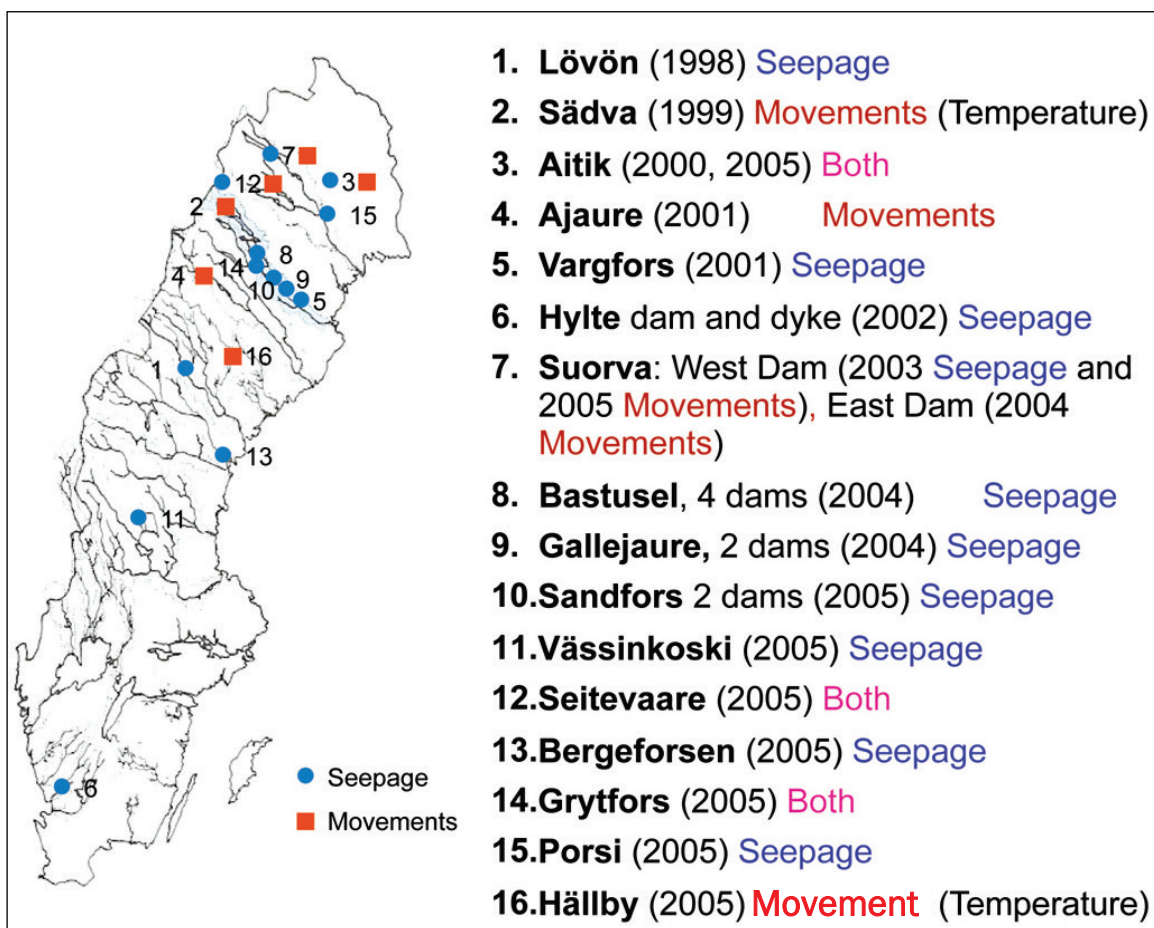 7
3
12
2
15
8
14
4
9
10
5
16
1
13
11
6
Seepage
Movements
1. Lövön (1998) Seepage
2. Sädva (1999) Movements (Temperature)
3. Aitik (2000, 2005) Both
4. Ajaure (2001) Movements
5. Vargfors (2001) Seepage
6. Hylte dam and dyke (2002) Seepage
7. Suorva: West Dam (2003 Seepage and
2005 Movements), East Dam (2004
Movements)
8. Bastusel, 4 dams (2004) Seepage
9. Gallejaure, 2 dams (2004) Seepage
10.Sandfors 2 dams (2005) Seepage
11.Vässinkoski (2005) Seepage
12.Seitevaare (2005) Both
13.Bergeforsen (2005) Seepage
14.Grytfors (2005) Both
15.Porsi (2005) Seepage
16.Hällby (2005) Movement (Temperature)